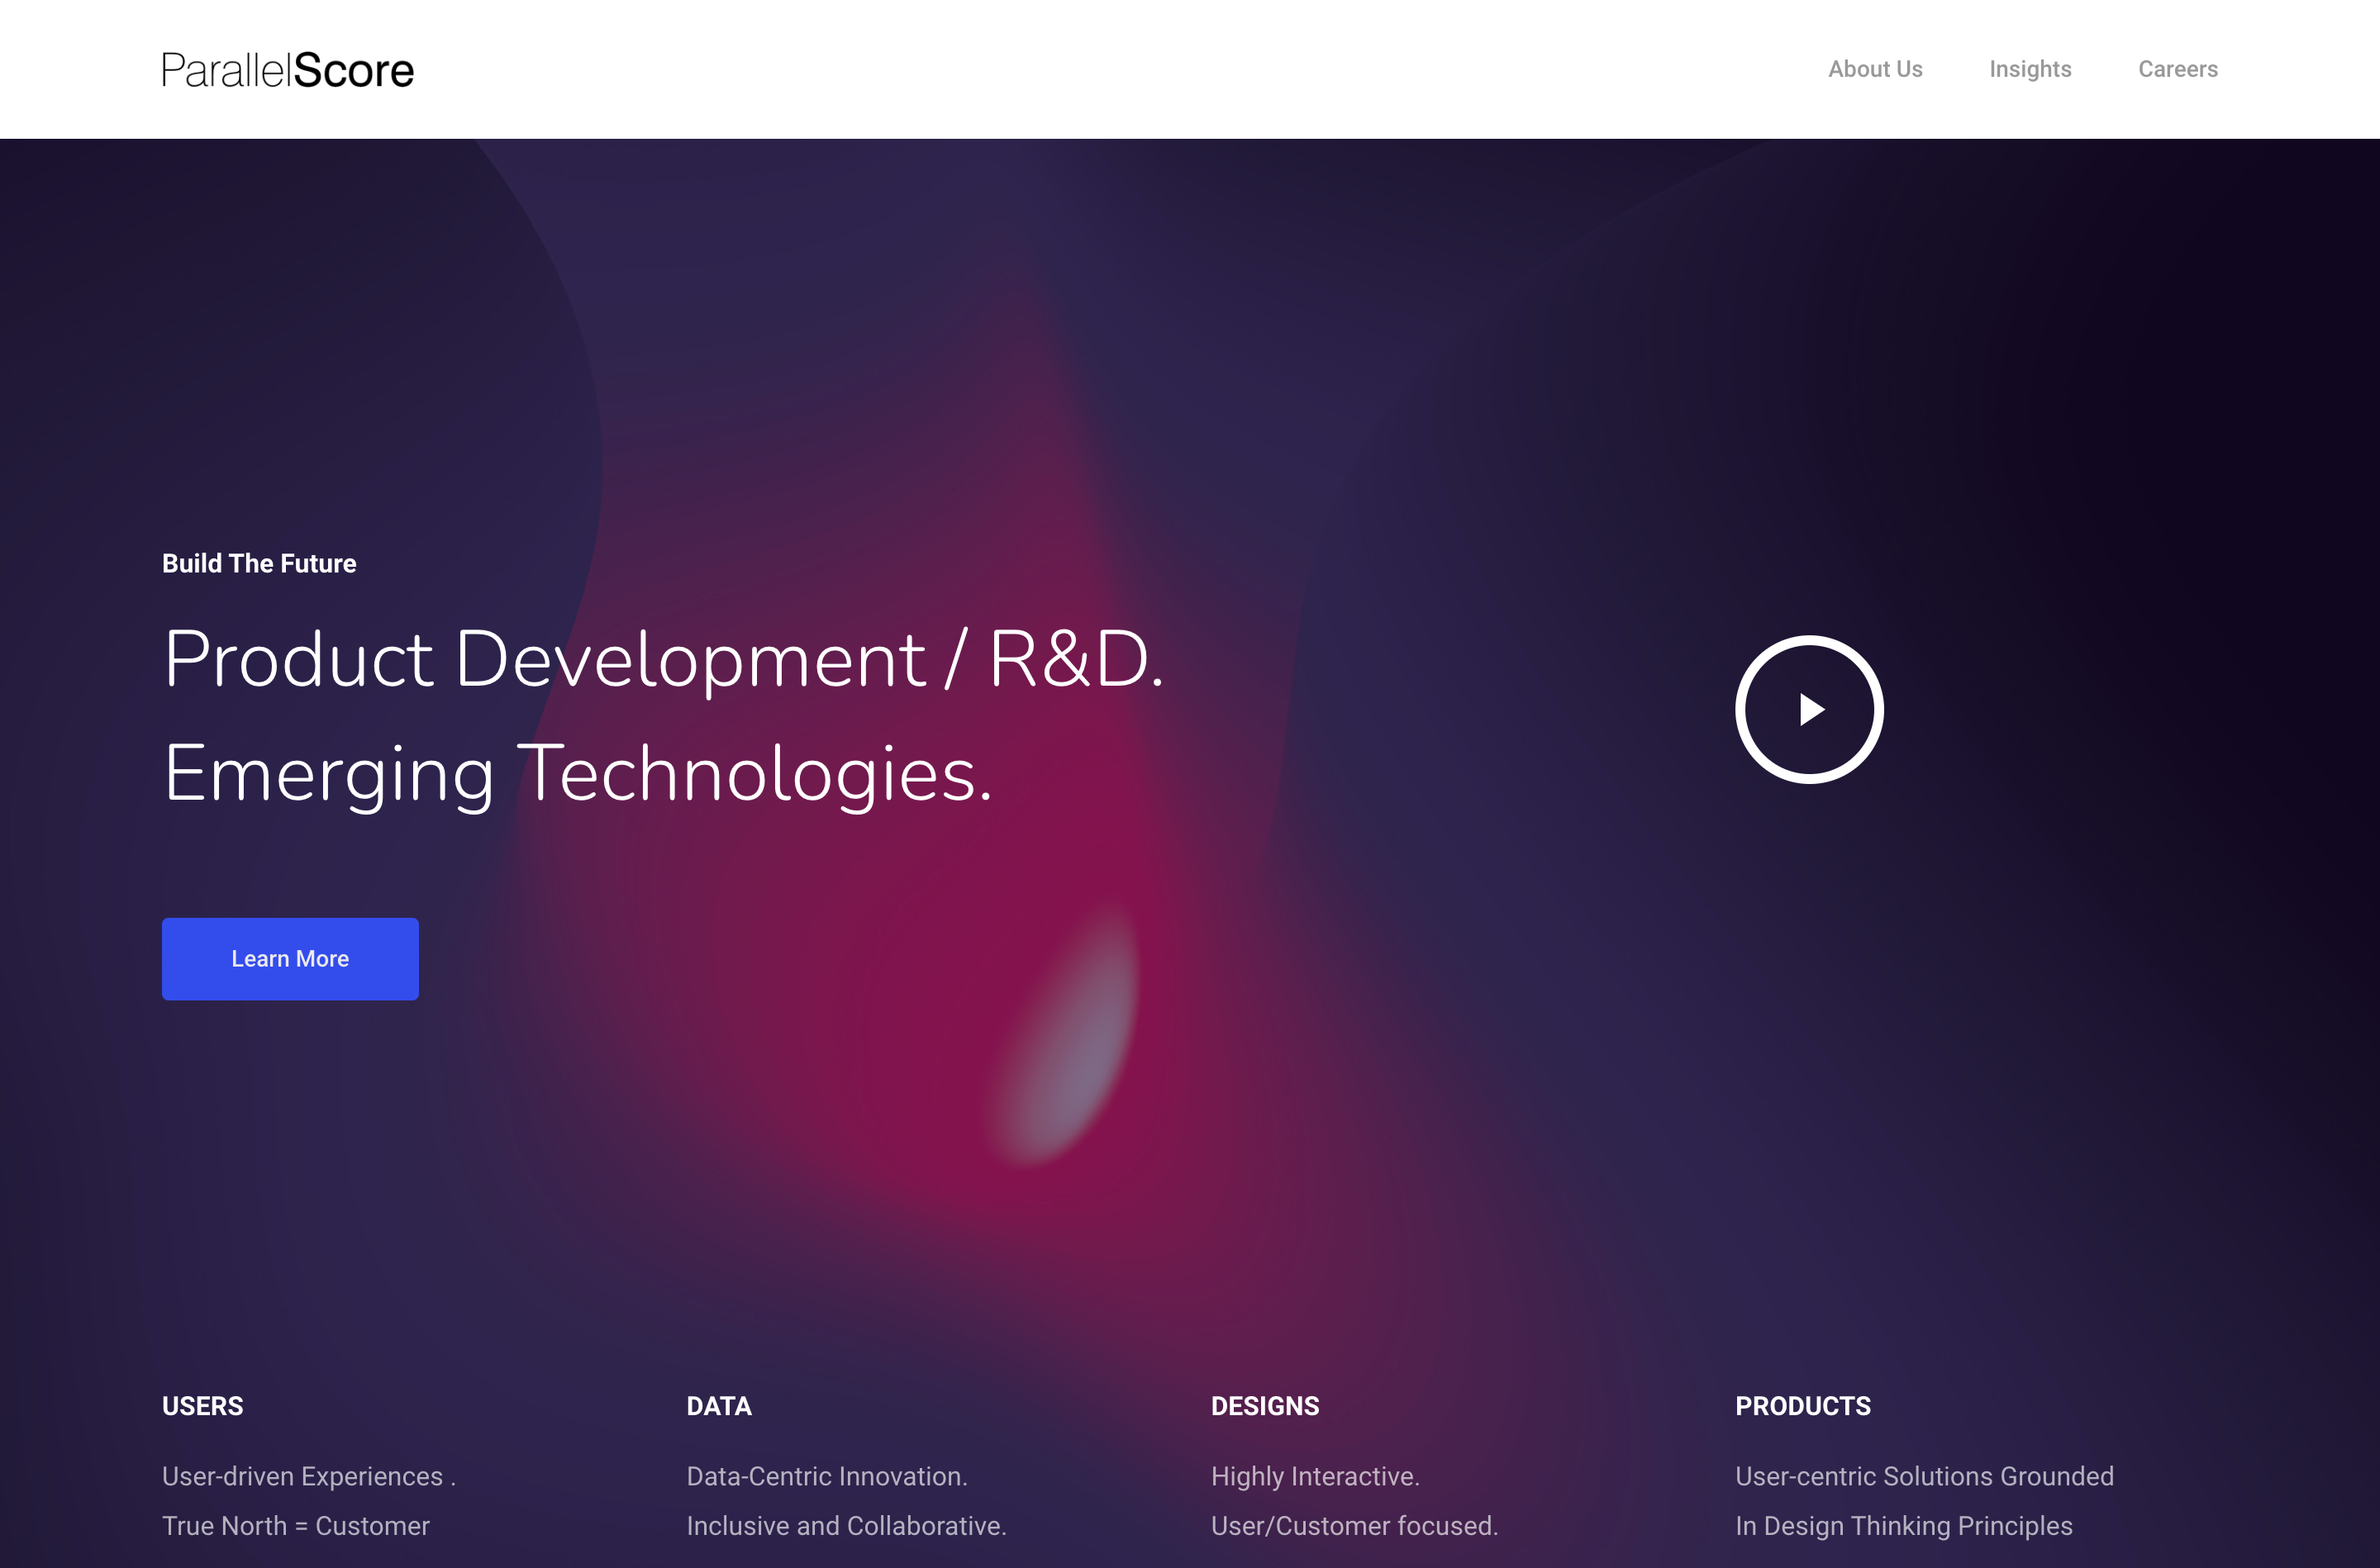 ParallelScore
About Us
Insights
Careers
Build The Future
Product Development / R&D.
Emerging Technologies.
Learn More
USERS
User-driven Experiences .
True North = Customer
DATA
Data-Centric Innovation.
Inclusive and Collaborative.
DESIGNS
Highly Interactive.
User/Customer focused.
PRODUCTS
User-centric Solutions Grounded
In Design Thinking Principles